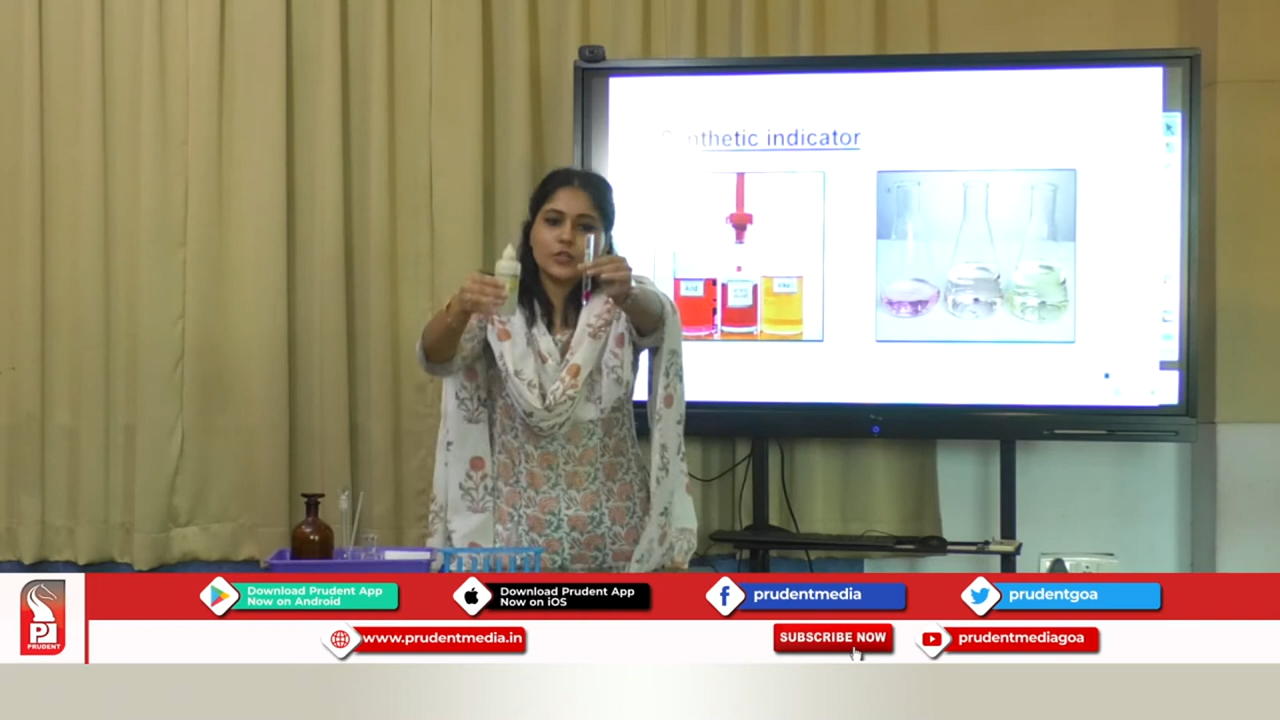 nthetic indicator
Acid
Download Prudent App
Now on Android
Download Prudent App
Now on iOS
prudentmedia
prudentgoa
P
PRUDENT
www.prudentmedia.in
SUBSCRIBE NOW
prudentmediagoa